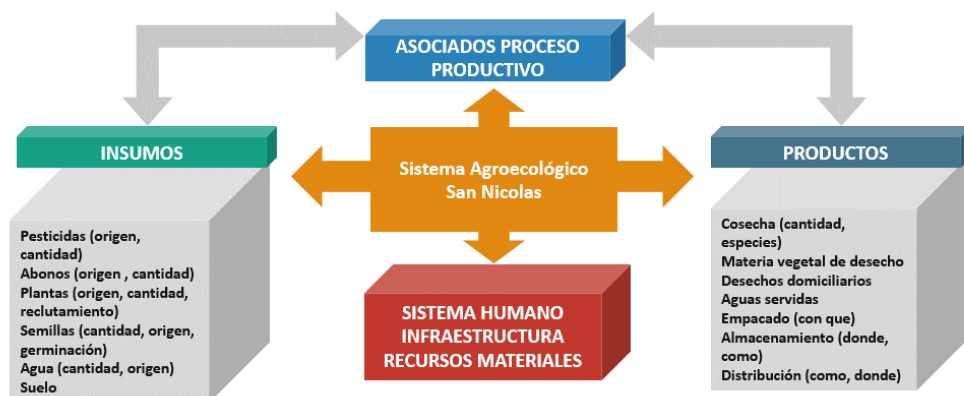 ASOCIADOS PROCESO
PRODUCTIVO
INSUMOS
Sistema Agroecológico
San Nicolas
PRODUCTOS
Pesticidas (origen,
cantidad)
Abonos (origen , cantidad)
Plantas (origen, cantidad,
reclutamiento)
Semillas (cantidad, origen,
germinación)
Agua (cantidad, origen)
Suelo
SISTEMA HUMANO
INFRAESTRUCTURA
RECURSOS MATERIALES
Cosecha (cantidad,
especies)
Materia vegetal de desecho
Desechos domiciliarios
Aguas servidas
Empacado (con que)
Almacenamiento (donde,
como)
Distribución (como, donde)